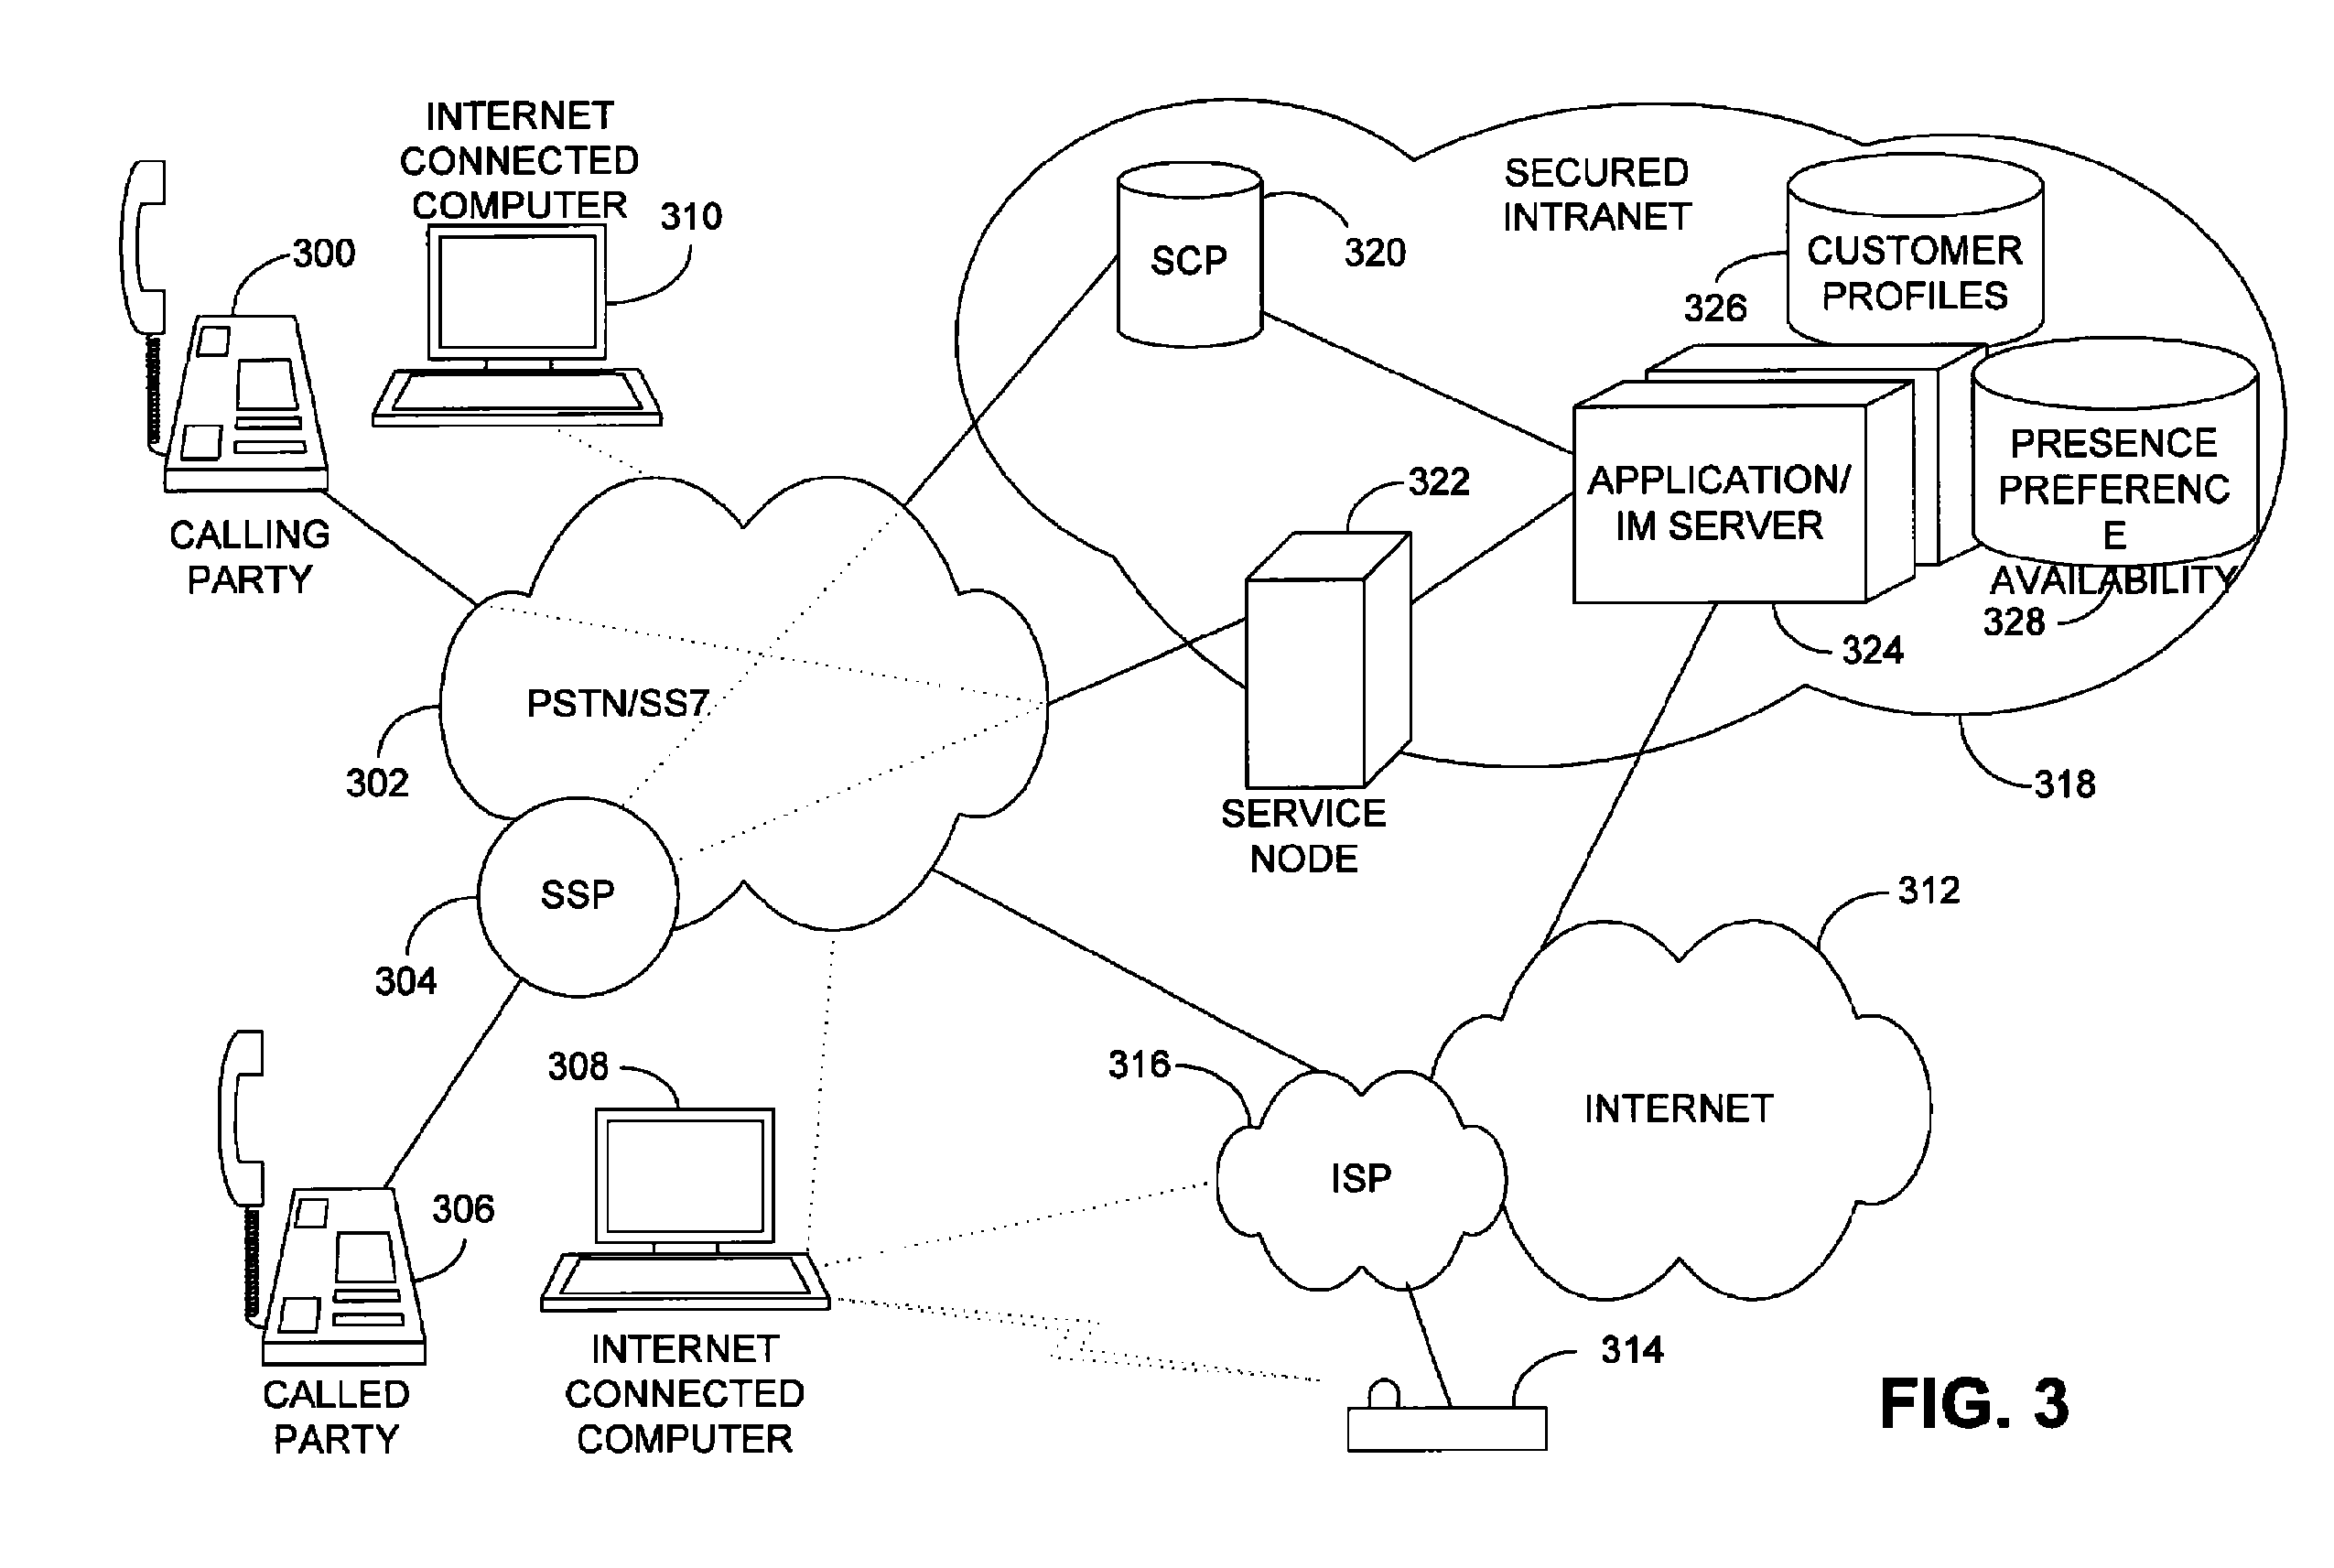 INTERNET
CONNECTED
COMPUTER
310
300
CALLING
PARTY
SECURED
INTRANET
SCP
320
CUSTOMER
PROFILES
326
PRESENCE
PREFERENC
E
AVAILABILITY
328
APPLICATION/
IM SERVER
324
322
SERVICE
NODE
318
PSTN/SS7
302
SSP
304
312
INTERNET
316
ISP
308
306
314
INTERNET
CONNECTED
COMPUTER
CALLED
PARTY
FIG. 3